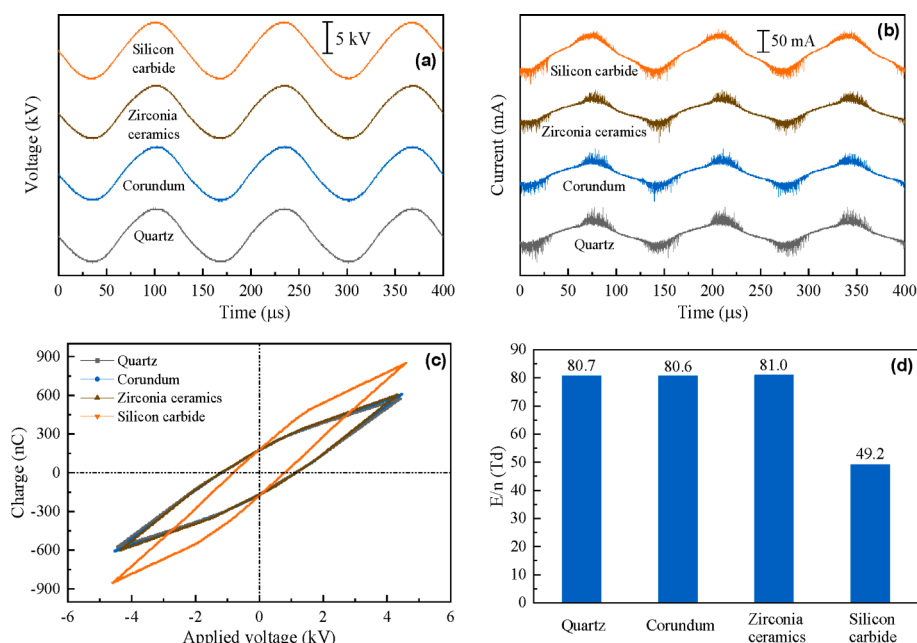 (a)
5 kV
Silicon
carbide
Zirconia
ceramics
Corundum
Quartz
Voltage (kV)
0 50 100 150 200 250 300 350 400
Time (μs)
(b)
50 mA
Silicon carbide
Zirconia ceramics
Corundum
Quartz
Current (mA)
0 50 100 150 200 250 300 350 400
Time (μs)
(c)
Quartz
Corundum
Zirconia ceramics
Silicon carbide
900
600
300
0
-300
-600
-900
Charge (nC)
-6 -4 -2 0 2 4 6
Applied voltage (kV)
(d)
90
80
70
60
50
40
30
20
10
0
E/n (Td)
80.7 80.6 81.0 49.2
Quartz Corundum Zirconia Silicon
ceramics carbide